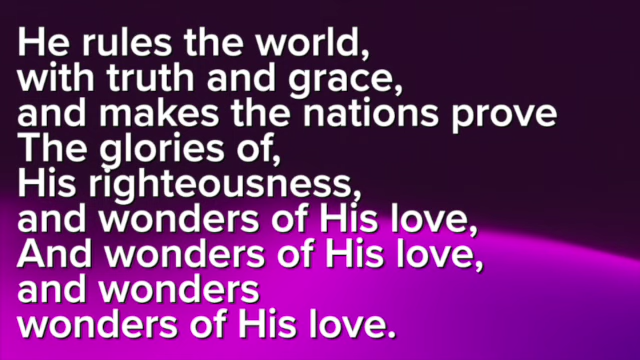 He rules the world,
with truth and grace,
and makes the nations prove
The glories of,
His righteousness,
and wonders of His love,
And wonders of His love,
and wonders
wonders of His love.